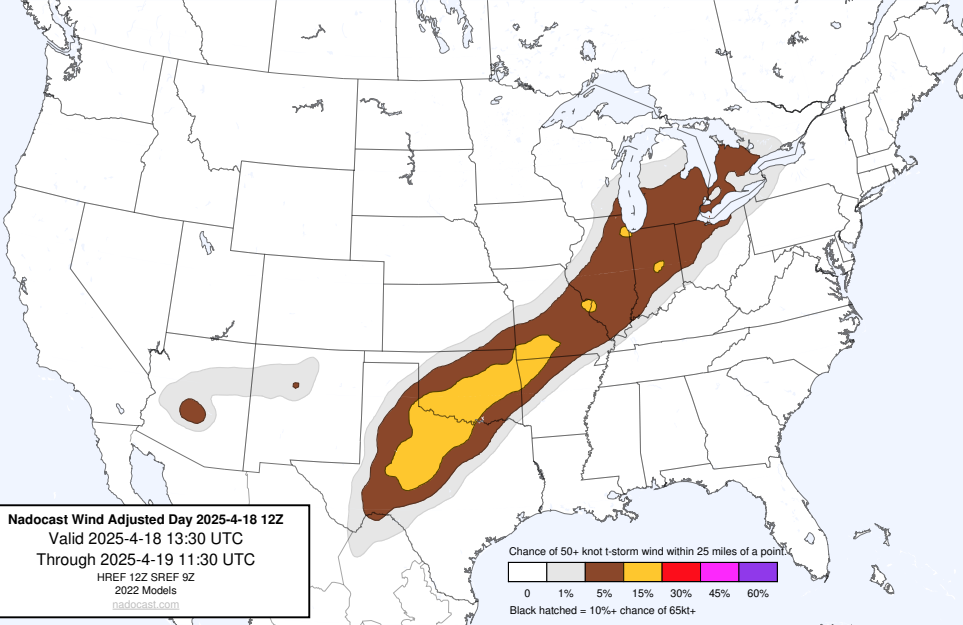 Nadocast Wind Adjusted Day 2025-4-18 12Z
Valid 2025-4-18 13:30 UTC
Through 2025-4-19 11:30 UTC
HREF 12Z SREF 9Z
2022 Models
nadocast.com
Chance of 50+ knot t-storm wind within 25 miles of a point.
0 1% 5% 15% 30% 45% 60%
Black hatched = 10%+ chance of 65kt+